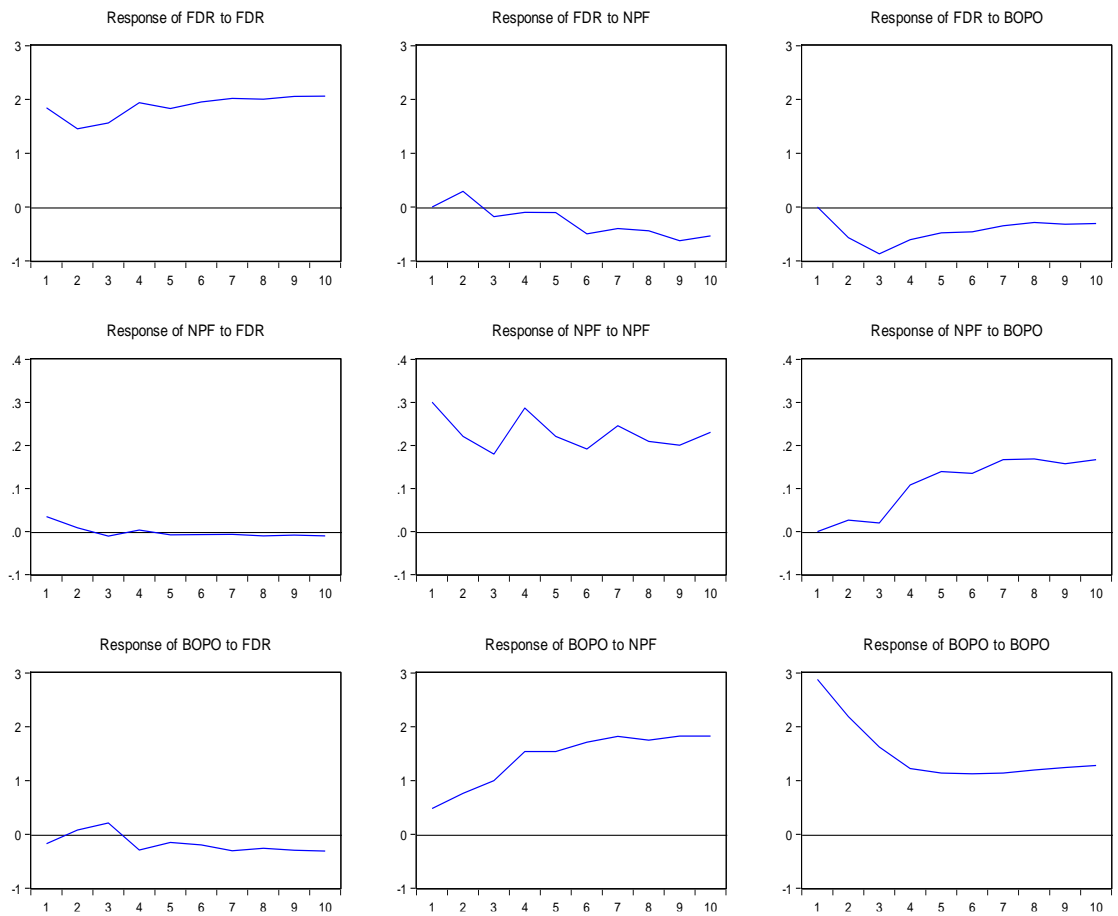 Response of FDR to FDR
Response of FDR to NPF
Response of FDR to BOPO
3
2
1
0
-1
1 2 3 4 5 6 7 8 9 10
3
2
1
0
-1
1 2 3 4 5 6 7 8 9 10
3
2
1
0
-1
1 2 3 4 5 6 7 8 9 10
Response of NPF to FDR
Response of NPF to NPF
Response of NPF to BOPO
.4
.3
.2
.1
.0
-.1
1 2 3 4 5 6 7 8 9 10
.4
.3
.2
.1
.0
-.1
1 2 3 4 5 6 7 8 9 10
.4
.3
.2
.1
.0
-.1
1 2 3 4 5 6 7 8 9 10
Response of BOPO to FDR
Response of BOPO to NPF
Response of BOPO to BOPO
3
2
1
0
-1
1 2 3 4 5 6 7 8 9 10
3
2
1
0
-1
1 2 3 4 5 6 7 8 9 10
3
2
1
0
-1
1 2 3 4 5 6 7 8 9 10